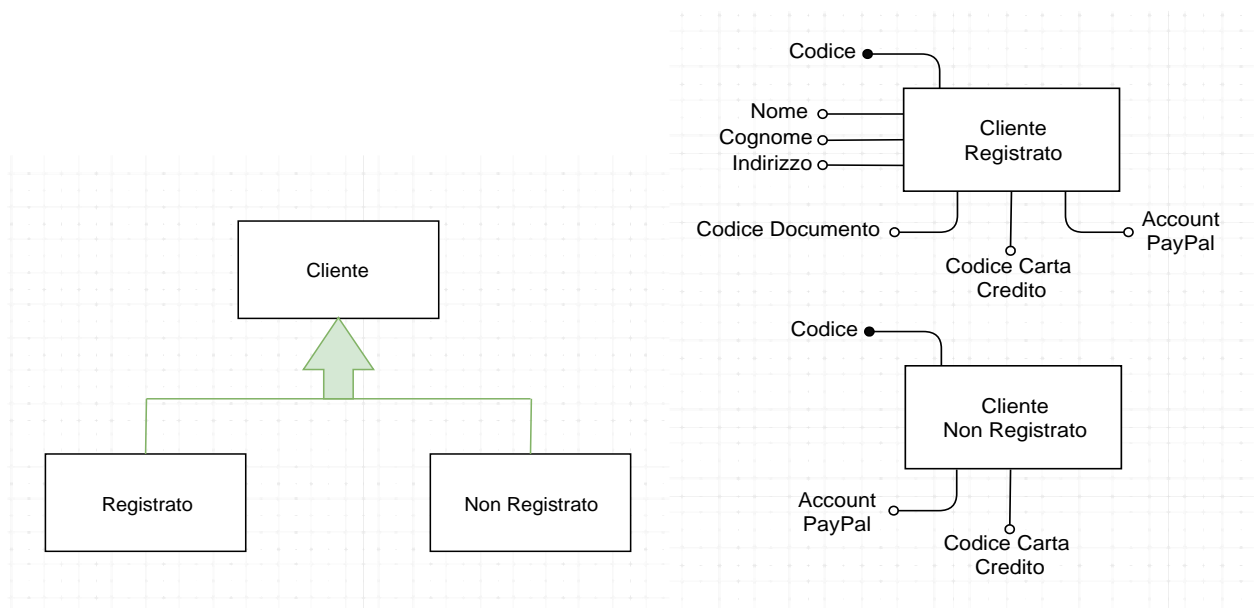 Cliente
Registrato
Non Registrato
Codice
Nome
Cognome
Indirizzo
Cliente
Registrato
Codice Documento
Codice Carta
Credito
Account
PayPal
Codice
Cliente
Non Registrato
Account
PayPal
Codice Carta
Credito